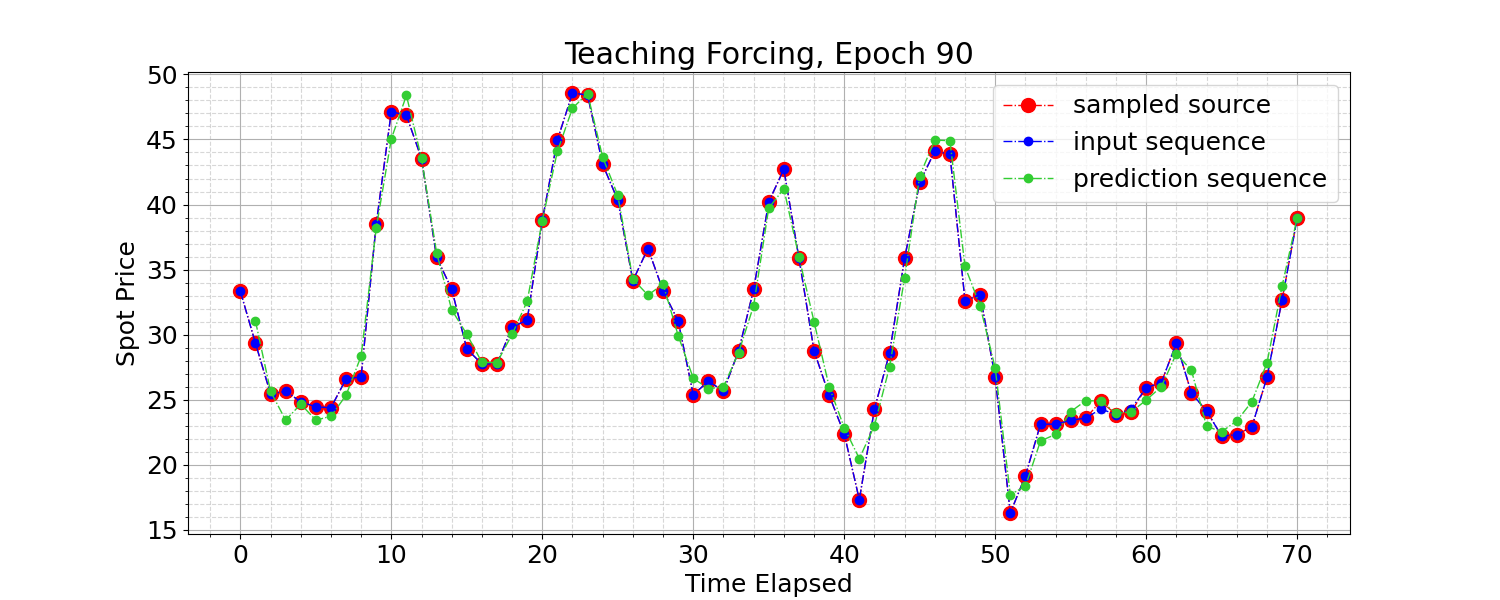 Teaching Forcing, Epoch 90
50
45
40
35
30
25
20
15
Spot Price
sampled source
input sequence
prediction sequence
0 10 20 30 40 50 60 70
Time Elapsed